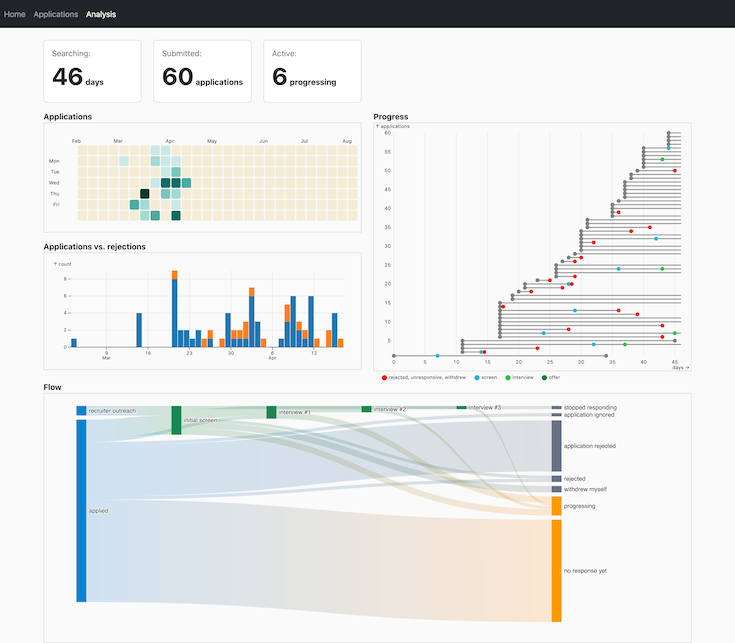 Home Applications Analysis
Searching: Submitted: Active:
46 days 60 applications 6 progressing
Applications
Feb Mar Apr May Jun Jul Aug
Mon
Tue
Wed
Thu
Fri
Progress
↑ applications
60
55
50
45
40
35
30
25
20
15
10
5
0 5 10 15 20 25 30 35 40 45
days →
rejected, unresponsive, withdrew screen interview offer
Applications vs. rejections
↑ count
8
6
4
2
0
9 16 23 30 6 13
Mar Apr
Flow
recruiter outreach
applied
initial screen
interview #1
interview #2
interview #3
stopped responding
application ignored
application rejected
rejected
withdrew myself
progressing
no response yet